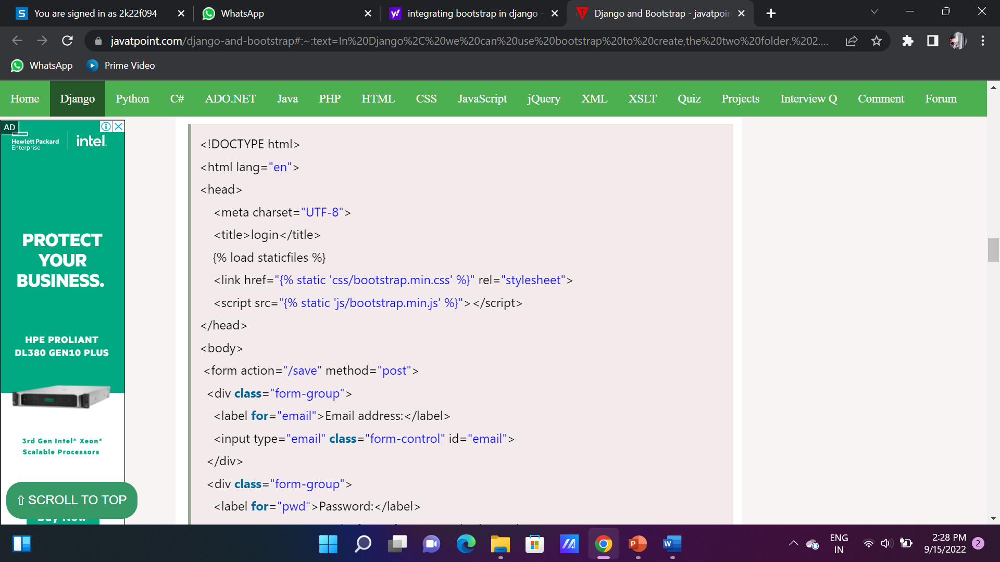 You are signed in as 2k22f094
WhatsApp
integrating bootstrap in django -
Django and Bootstrap - javatpoin
javatpoint.com/django-and-bootstrap#:~:text=In%20Django%2C%20we%20can%20use%20bootstrap%20to%20create,the%20two%20folder.%202....
WhatsApp
Prime Video
Home Django Python C# ADO.NET Java PHP HTML CSS JavaScript jQuery XML XSLT Quiz Projects Interview Q Comment Forum
AD
Hewlett Packard
Enterprise
intel.
PROTECT
YOUR
BUSINESS.
HPE PROLIANT
DL380 GEN10 PLUS
3rd Gen Intel® Xeon®
Scalable Processors
Buy Now
⇧ SCROLL TO TOP
<!DOCTYPE html>
<html lang="en">
<head>
<meta charset="UTF-8">
<title>login</title>
{% load staticfiles %}
<link href="{% static 'css/bootstrap.min.css' %}" rel="stylesheet">
<script src="{% static 'js/bootstrap.min.js' %}"></script>
</head>
<body>
<form action="/save" method="post">
<div class="form-group">
<label for="email">Email address:</label>
<input type="email" class="form-control" id="email">
</div>
<div class="form-group">
<label for="pwd">Password:</label>
ENG
IN
2:28 PM
9/15/2022
2